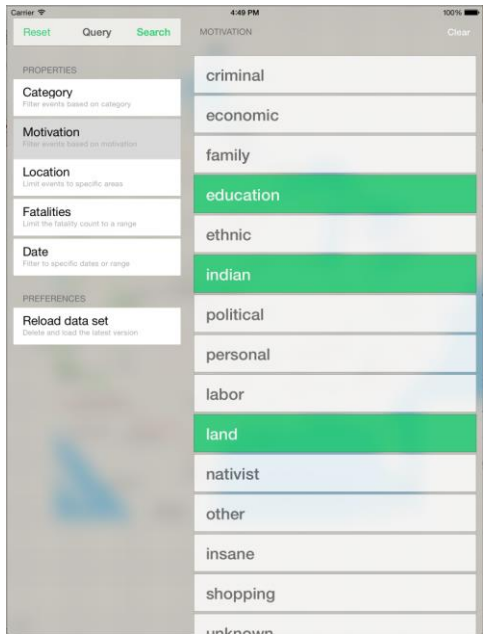 Carrier 4:49 PM 100%
Reset Query Search MOTIVATION Clear
PROPERTIES
Category
Filter events based on category
Motivation
Filter events based on motivation
Location
Limit events to specific areas
Fatalities
Limit the fatality count to a range
Date
Filter to specific dates or range
PREFERENCES
Reload data set
Delete and load the latest version
criminal
economic
family
education
ethnic
indian
political
personal
labor
land
nativist
other
insane
shopping
unknown